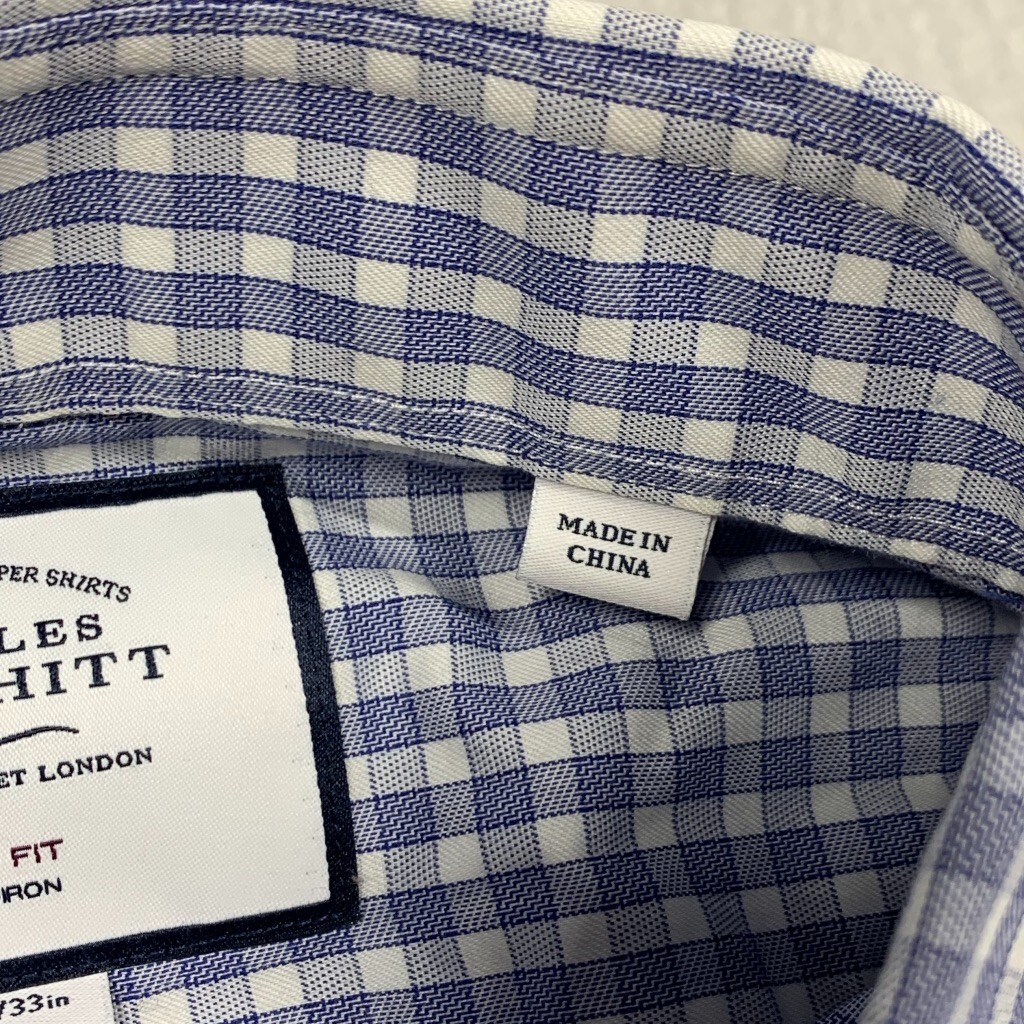 PER SHIRTS
LES
HITT
ET LONDON
FIT
IRON
/33in
MADE IN
CHINA